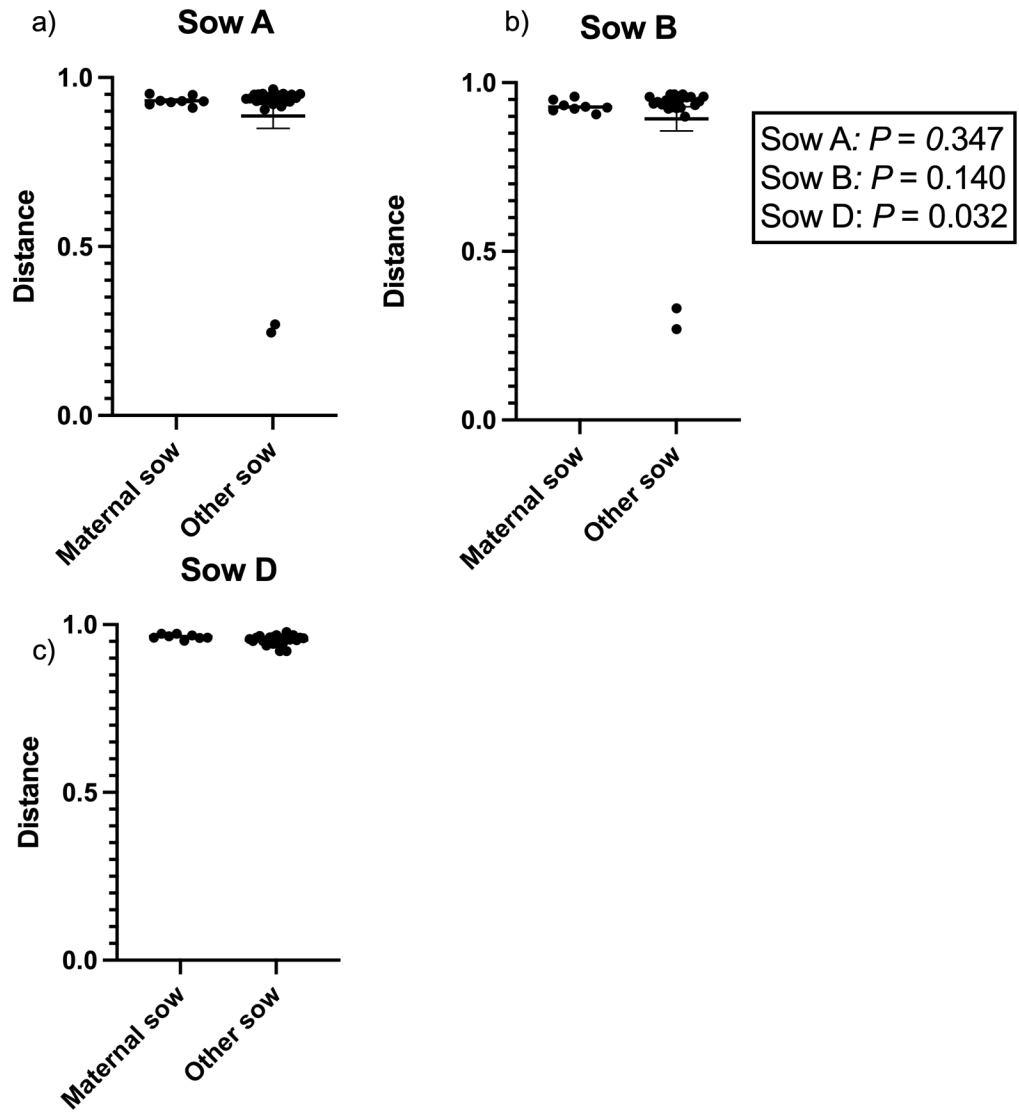 a)
Sow A
1.0
0.5
0.0
Distance
Maternal sow
Other sow
b)
Sow B
1.0
0.5
0.0
Distance
Maternal sow
Other sow
Sow A: P = 0.347
Sow B: P = 0.140
Sow D: P = 0.032
c)
Sow D
1.0
0.5
0.0
Distance
Maternal sow
Other sow